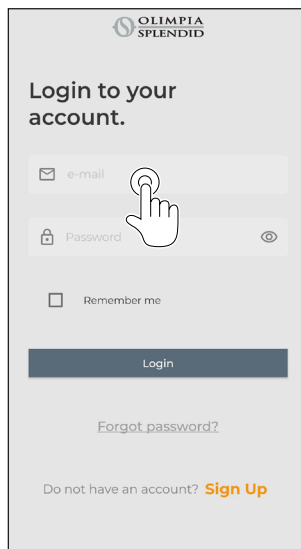 OLIMPIA
SPLENDID
Login to your
account.
e-mail
Password
Remember me
Login
Forgot password?
Do not have an account? Sign Up